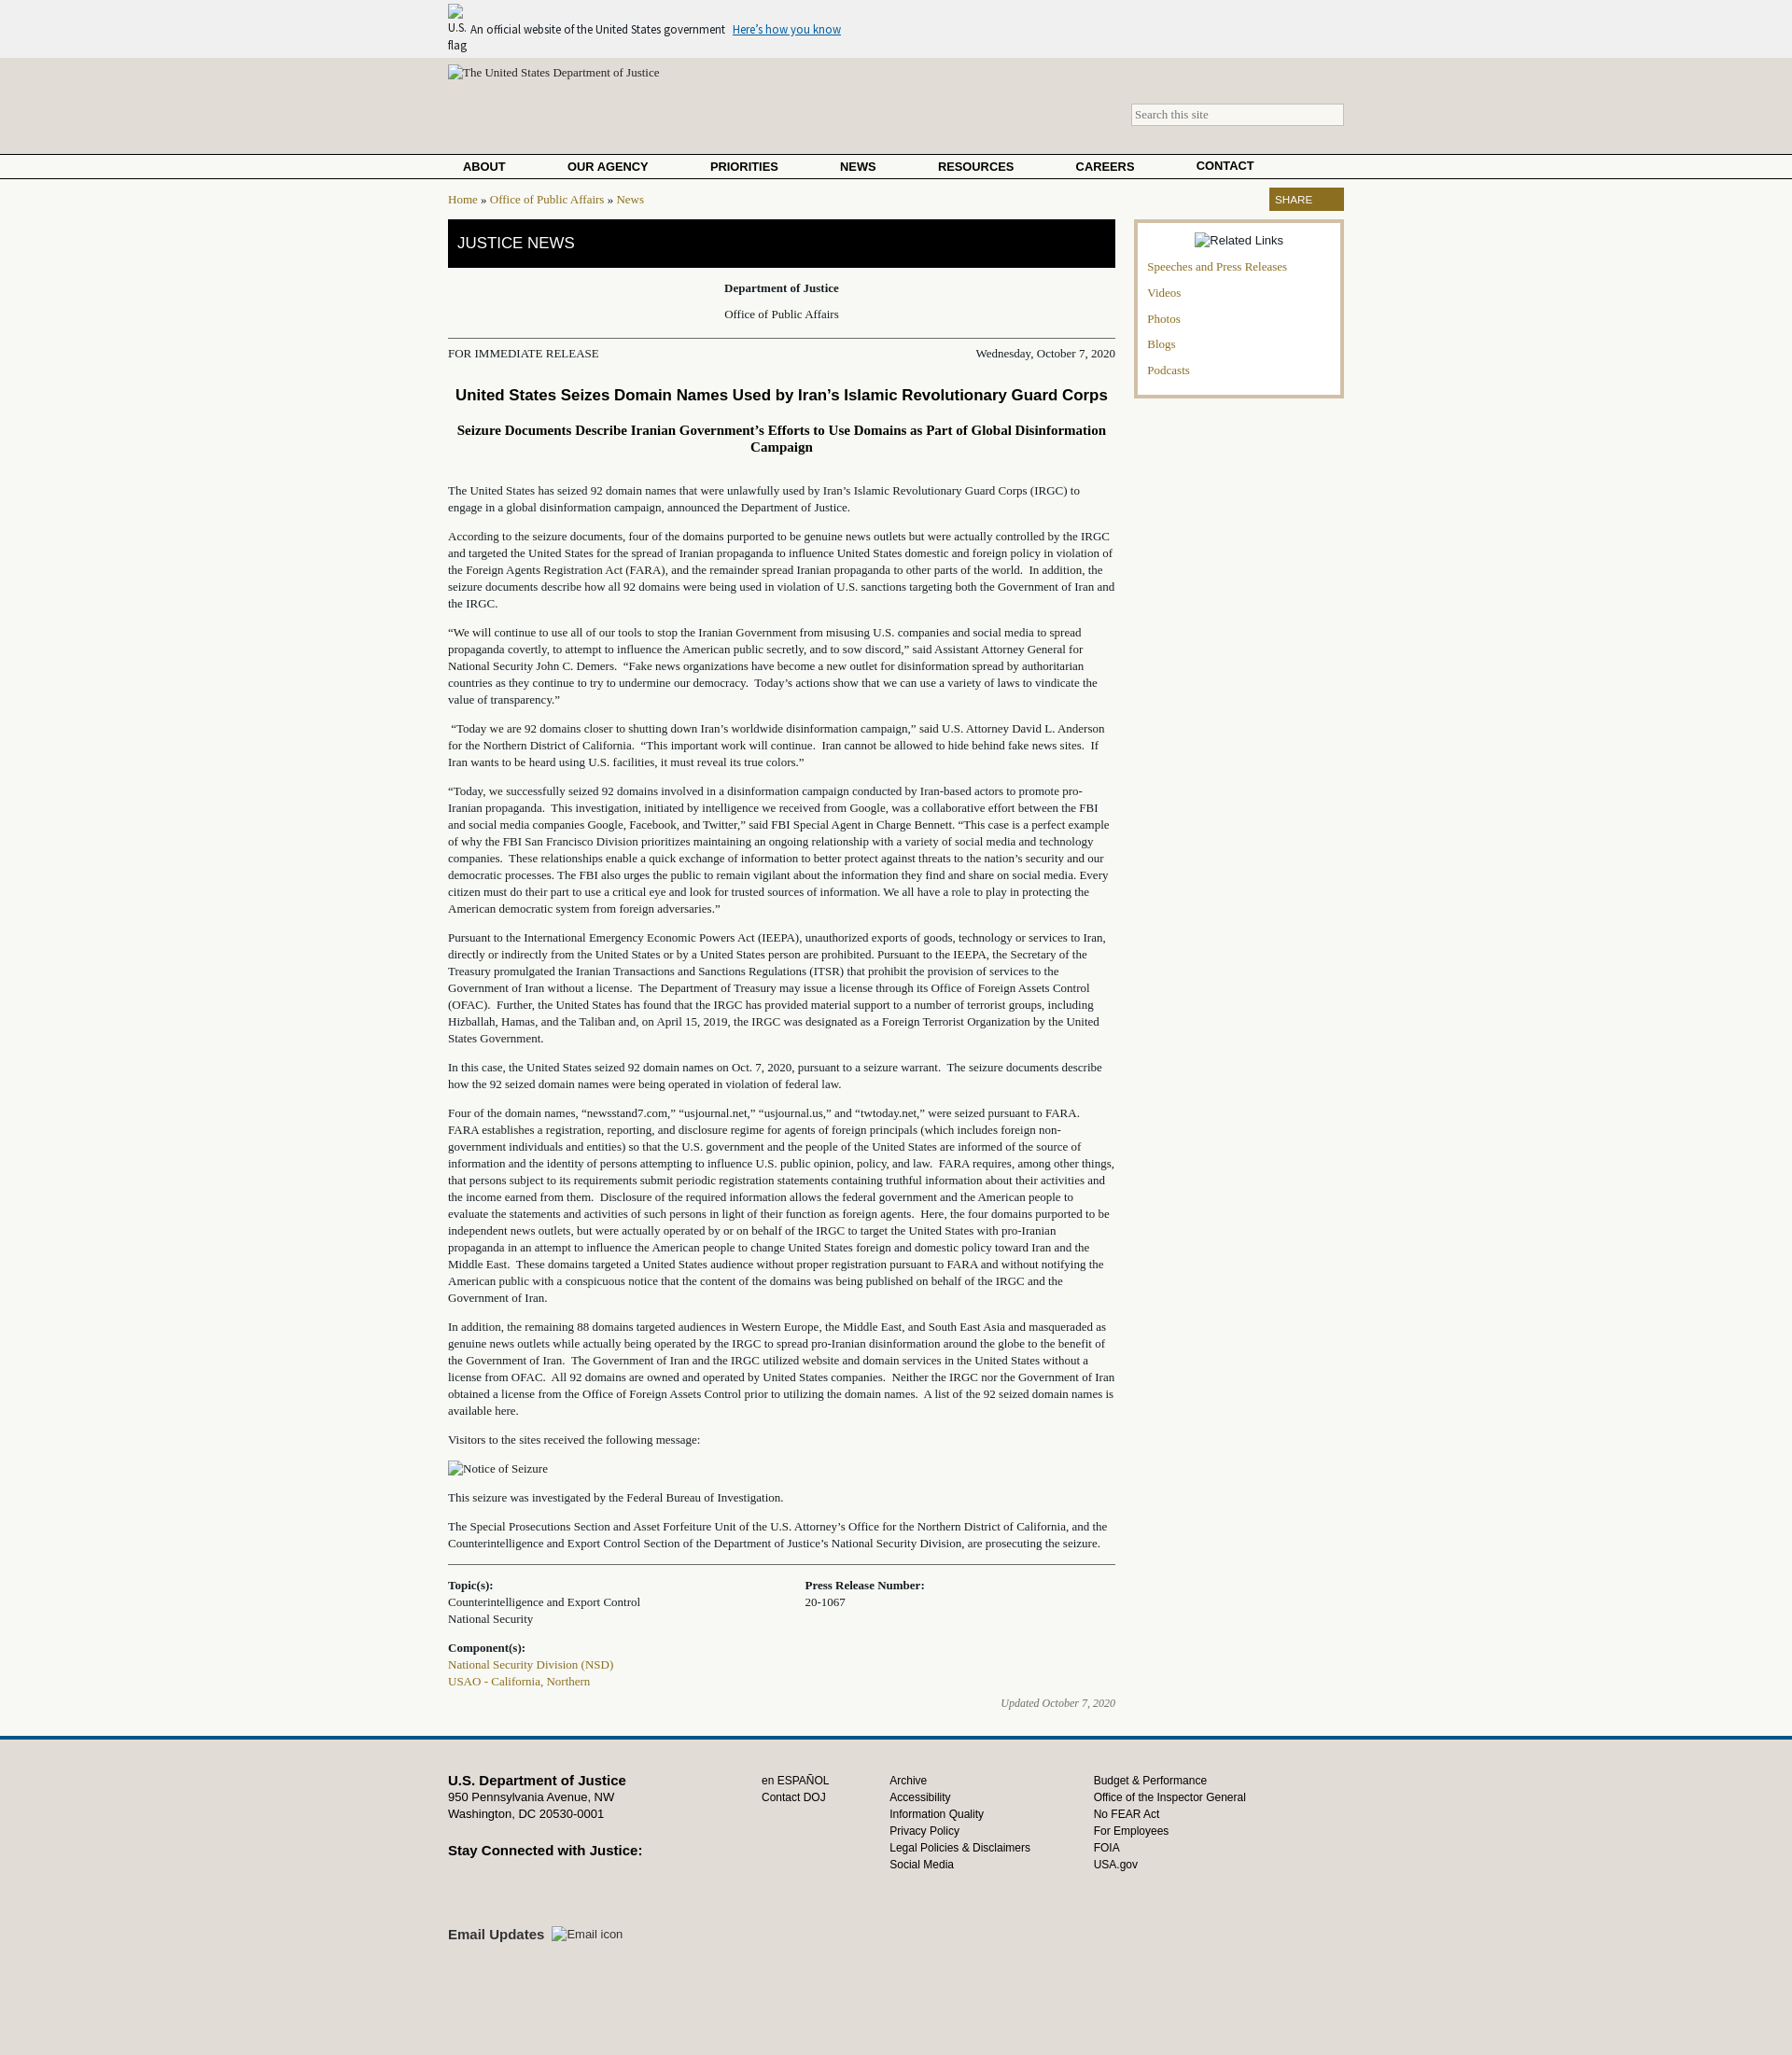 U.S.
flag
An official website of the United States government Here’s how you know
The United States Department of Justice
Search this site
ABOUT OUR AGENCY PRIORITIES NEWS RESOURCES CAREERS CONTACT
Home » Office of Public Affairs » News
SHARE
JUSTICE NEWS
Related Links
Speeches and Press Releases
Videos
Photos
Blogs
Podcasts
Department of Justice
Office of Public Affairs
FOR IMMEDIATE RELEASE
Wednesday, October 7, 2020
United States Seizes Domain Names Used by Iran’s Islamic Revolutionary Guard Corps
Seizure Documents Describe Iranian Government’s Efforts to Use Domains as Part of Global Disinformation
Campaign
The United States has seized 92 domain names that were unlawfully used by Iran’s Islamic Revolutionary Guard Corps (IRGC) to
engage in a global disinformation campaign, announced the Department of Justice.
According to the seizure documents, four of the domains purported to be genuine news outlets but were actually controlled by the IRGC
and targeted the United States for the spread of Iranian propaganda to influence United States domestic and foreign policy in violation of
the Foreign Agents Registration Act (FARA), and the remainder spread Iranian propaganda to other parts of the world.  In addition, the
seizure documents describe how all 92 domains were being used in violation of U.S. sanctions targeting both the Government of Iran and
the IRGC.
“We will continue to use all of our tools to stop the Iranian Government from misusing U.S. companies and social media to spread
propaganda covertly, to attempt to influence the American public secretly, and to sow discord,” said Assistant Attorney General for
National Security John C. Demers.  “Fake news organizations have become a new outlet for disinformation spread by authoritarian
countries as they continue to try to undermine our democracy.  Today’s actions show that we can use a variety of laws to vindicate the
value of transparency.”
“Today we are 92 domains closer to shutting down Iran’s worldwide disinformation campaign,” said U.S. Attorney David L. Anderson
for the Northern District of California.  “This important work will continue.  Iran cannot be allowed to hide behind fake news sites.  If
Iran wants to be heard using U.S. facilities, it must reveal its true colors.”
“Today, we successfully seized 92 domains involved in a disinformation campaign conducted by Iran-based actors to promote pro-
Iranian propaganda.  This investigation, initiated by intelligence we received from Google, was a collaborative effort between the FBI
and social media companies Google, Facebook, and Twitter,” said FBI Special Agent in Charge Bennett. “This case is a perfect example
of why the FBI San Francisco Division prioritizes maintaining an ongoing relationship with a variety of social media and technology
companies.  These relationships enable a quick exchange of information to better protect against threats to the nation’s security and our
democratic processes. The FBI also urges the public to remain vigilant about the information they find and share on social media. Every
citizen must do their part to use a critical eye and look for trusted sources of information. We all have a role to play in protecting the
American democratic system from foreign adversaries.”
Pursuant to the International Emergency Economic Powers Act (IEEPA), unauthorized exports of goods, technology or services to Iran,
directly or indirectly from the United States or by a United States person are prohibited. Pursuant to the IEEPA, the Secretary of the
Treasury promulgated the Iranian Transactions and Sanctions Regulations (ITSR) that prohibit the provision of services to the
Government of Iran without a license.  The Department of Treasury may issue a license through its Office of Foreign Assets Control
(OFAC).  Further, the United States has found that the IRGC has provided material support to a number of terrorist groups, including
Hizballah, Hamas, and the Taliban and, on April 15, 2019, the IRGC was designated as a Foreign Terrorist Organization by the United
States Government.
In this case, the United States seized 92 domain names on Oct. 7, 2020, pursuant to a seizure warrant.  The seizure documents describe
how the 92 seized domain names were being operated in violation of federal law.
Four of the domain names, “newsstand7.com,” “usjournal.net,” “usjournal.us,” and “twtoday.net,” were seized pursuant to FARA.
FARA establishes a registration, reporting, and disclosure regime for agents of foreign principals (which includes foreign non-
government individuals and entities) so that the U.S. government and the people of the United States are informed of the source of
information and the identity of persons attempting to influence U.S. public opinion, policy, and law.  FARA requires, among other things,
that persons subject to its requirements submit periodic registration statements containing truthful information about their activities and
the income earned from them.  Disclosure of the required information allows the federal government and the American people to
evaluate the statements and activities of such persons in light of their function as foreign agents.  Here, the four domains purported to be
independent news outlets, but were actually operated by or on behalf of the IRGC to target the United States with pro-Iranian
propaganda in an attempt to influence the American people to change United States foreign and domestic policy toward Iran and the
Middle East.  These domains targeted a United States audience without proper registration pursuant to FARA and without notifying the
American public with a conspicuous notice that the content of the domains was being published on behalf of the IRGC and the
Government of Iran.
In addition, the remaining 88 domains targeted audiences in Western Europe, the Middle East, and South East Asia and masqueraded as
genuine news outlets while actually being operated by the IRGC to spread pro-Iranian disinformation around the globe to the benefit of
the Government of Iran.  The Government of Iran and the IRGC utilized website and domain services in the United States without a
license from OFAC.  All 92 domains are owned and operated by United States companies.  Neither the IRGC nor the Government of Iran
obtained a license from the Office of Foreign Assets Control prior to utilizing the domain names.  A list of the 92 seized domain names is
available here.
Visitors to the sites received the following message:
Notice of Seizure
This seizure was investigated by the Federal Bureau of Investigation.
The Special Prosecutions Section and Asset Forfeiture Unit of the U.S. Attorney’s Office for the Northern District of California, and the
Counterintelligence and Export Control Section of the Department of Justice’s National Security Division, are prosecuting the seizure.
Topic(s):
Counterintelligence and Export Control
National Security
Press Release Number:
20-1067
Component(s):
National Security Division (NSD)
USAO - California, Northern
Updated October 7, 2020
U.S. Department of Justice
950 Pennsylvania Avenue, NW
Washington, DC 20530-0001
Stay Connected with Justice:
Email Updates Email icon
en ESPAÑOL
Contact DOJ
Archive
Accessibility
Information Quality
Privacy Policy
Legal Policies & Disclaimers
Social Media
Budget & Performance
Office of the Inspector General
No FEAR Act
For Employees
FOIA
USA.gov